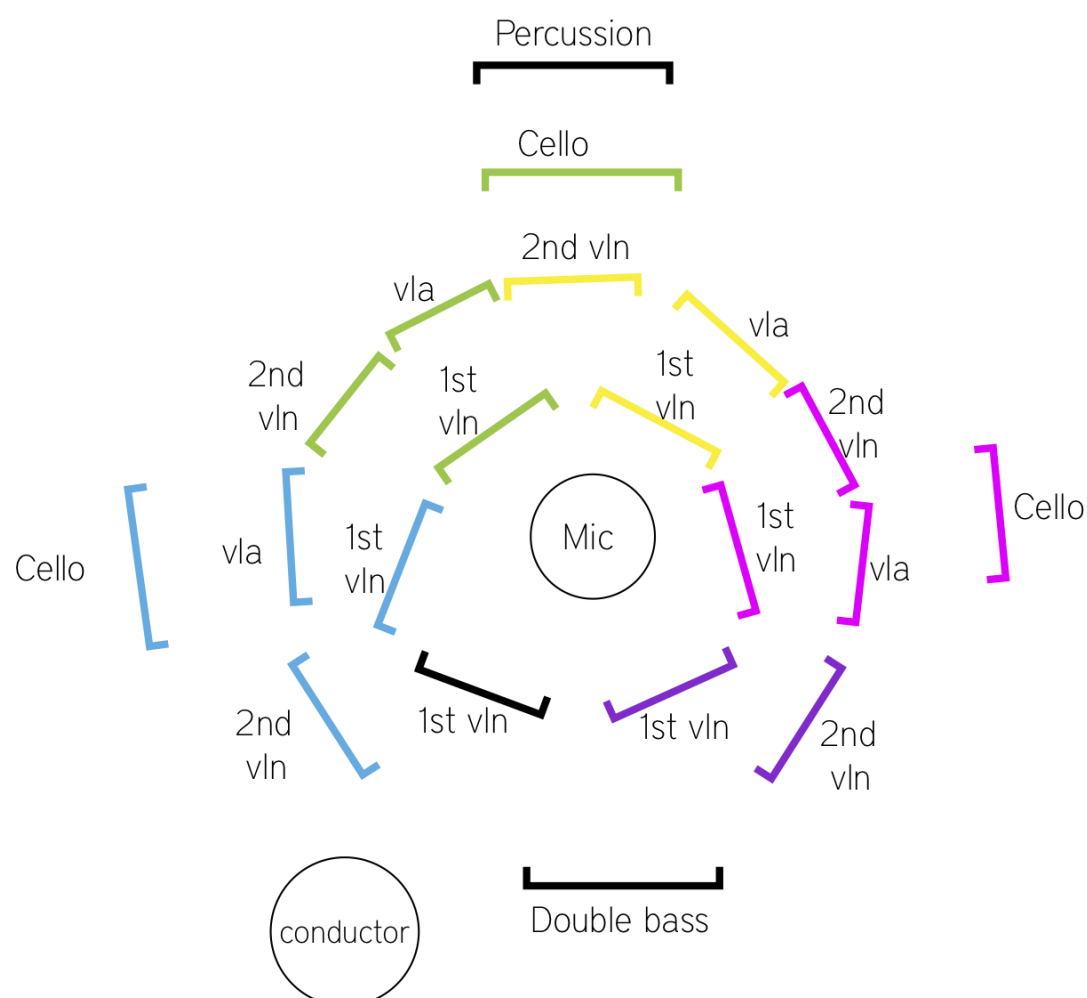 Percussion
Cello
2nd vln
vla
vla
2nd
vln
1st
vln
1st
vln
2nd
vln
Cello
vla
1st
vln
Mic
1st
vln
vla
Cello
2nd
vln
1st vln
1st vln
2nd
vln
Double bass
conductor